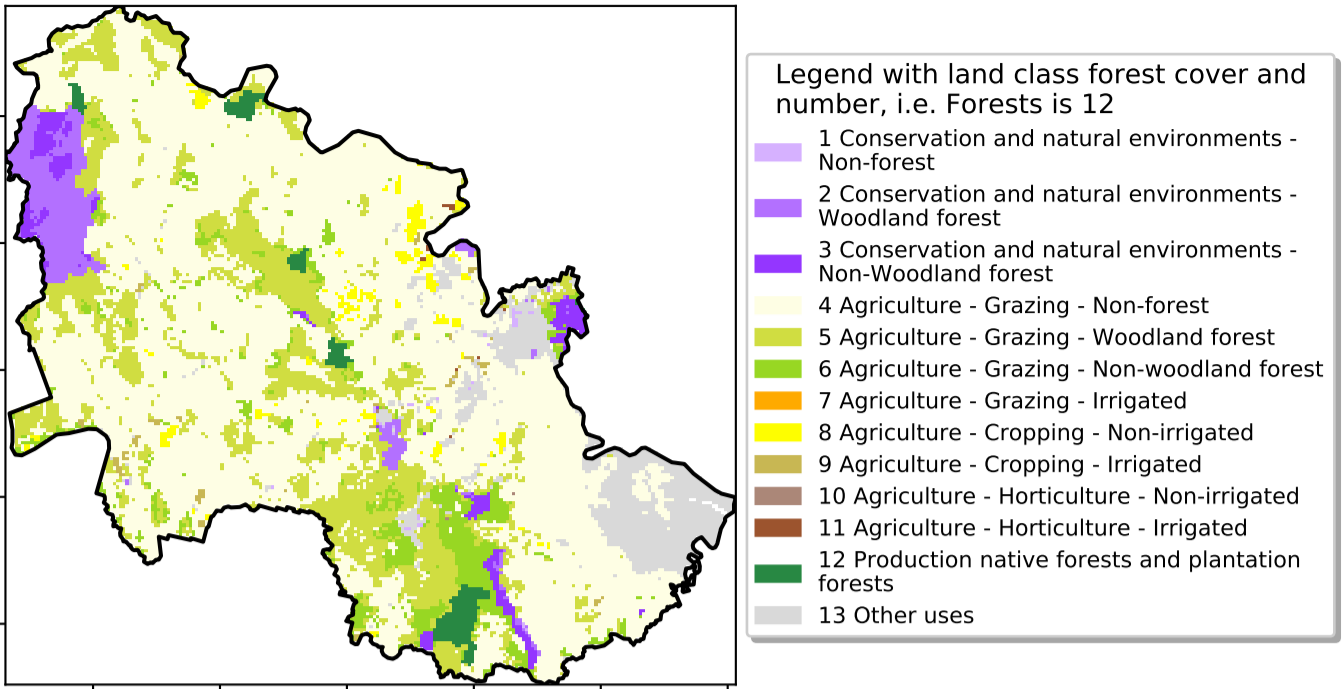 Legend with land class forest cover and
number, i.e. Forests is 12
1 Conservation and natural environments -
Non-forest
2 Conservation and natural environments -
Woodland forest
3 Conservation and natural environments -
Non-Woodland forest
4 Agriculture - Grazing - Non-forest
5 Agriculture - Grazing - Woodland forest
6 Agriculture - Grazing - Non-woodland forest
7 Agriculture - Grazing - Irrigated
8 Agriculture - Cropping - Non-irrigated
9 Agriculture - Cropping - Irrigated
10 Agriculture - Horticulture - Non-irrigated
11 Agriculture - Horticulture - Irrigated
12 Production native forests and plantation
forests
13 Other uses